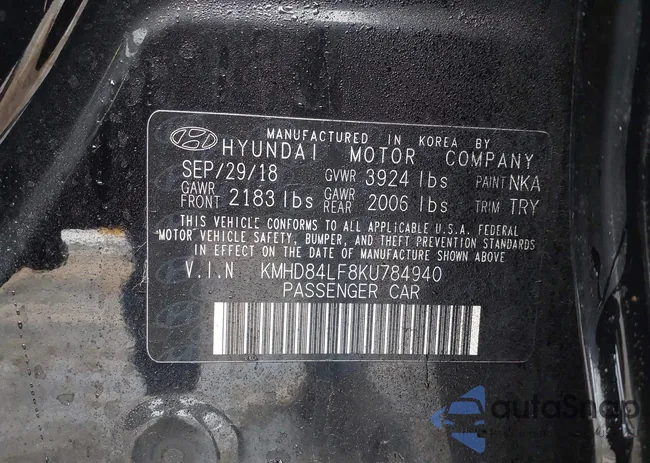 MANUFACTURED IN KOREA BY
HYUNDAI MOTOR COMPANY
SEP/29/18 GVWR 3924 lbs PAINT NKA
GAWR FRONT 2183 lbs GAWR REAR 2006 lbs TRIM TRY
THIS VEHICLE CONFORMS TO ALL APPLICABLE U.S.A. FEDERAL
MOTOR VEHICLE SAFETY, BUMPER, AND THEFT PREVENTION STANDARDS
IN EFFECT ON THE DATE OF MANUFACTURE SHOWN ABOVE
V.I.N KMHD84LF8KU784940
PASSENGER CAR
autoSnap